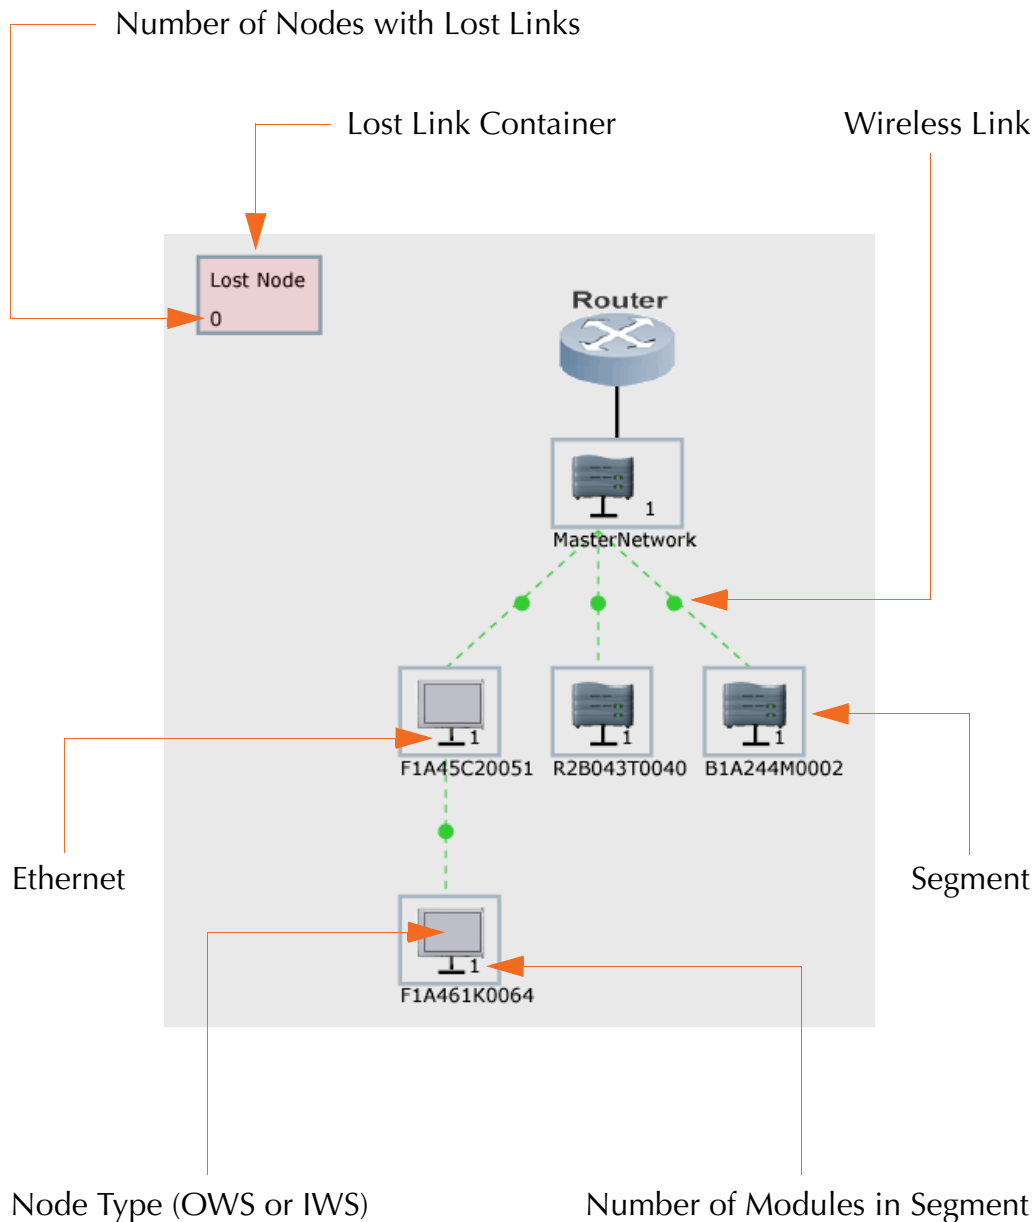 Number of Nodes with Lost Links
Lost Link Container
Wireless Link
Lost Node
0
Router
1
MasterNetwork
1
1
1
F1A45C20051
R2B043T0040
B1A244M0002
Ethernet
Segment
1
F1A461K0064
Node Type (OWS or IWS)
Number of Modules in Segment